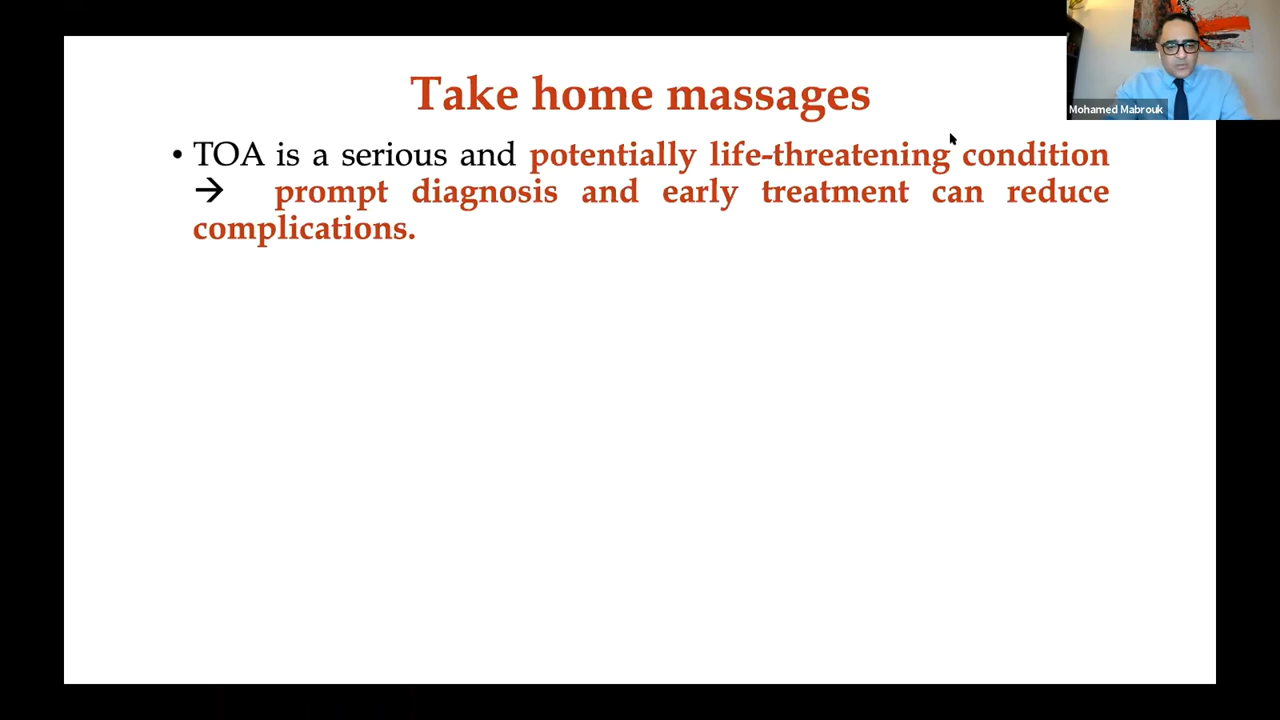 Take home massages
Mohamed Mabrouk
• TOA is a serious and potentially life-threatening condition
→ prompt diagnosis and early treatment can reduce
complications.